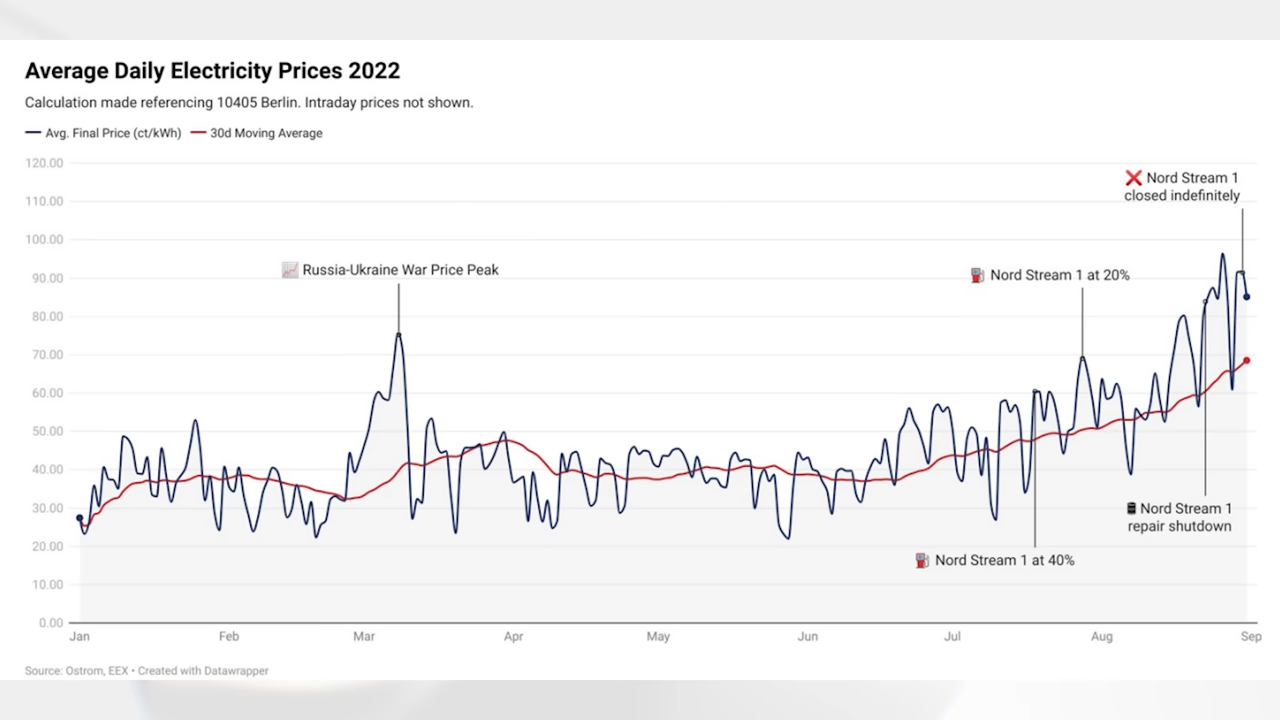 Average Daily Electricity Prices 2022
Calculation made referencing 10405 Berlin. Intraday prices not shown.
Avg. Final Price (ct/kWh) 30d Moving Average
120.00
110.00
100.00
90.00
80.00
70.00
60.00
50.00
40.00
30.00
20.00
10.00
0.00
Russia-Ukraine War Price Peak
Nord Stream 1 at 40%
Nord Stream 1 at 20%
Nord Stream 1
repair shutdown
Nord Stream 1
closed indefinitely
Jan Feb Mar Apr May Jun Jul Aug Sep
Source: Ostrom, EEX • Created with Datawrapper